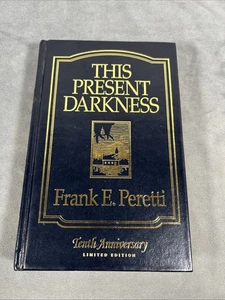 THIS
PRESENT
DARKNESS
Frank E. Peretti
Tenth Anniversary
LIMITED EDITION